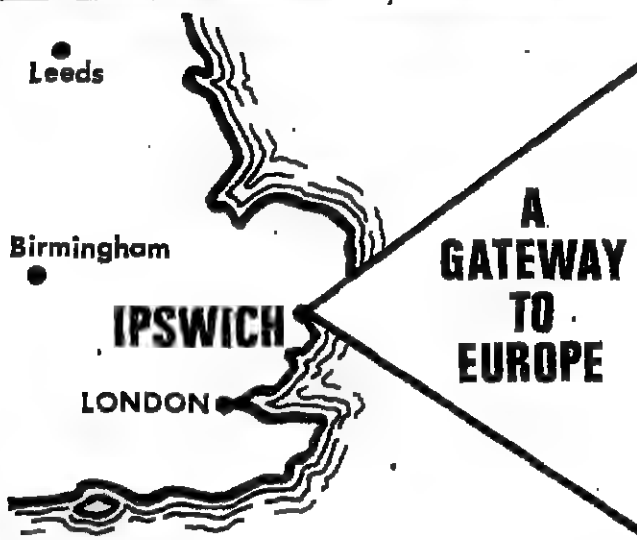 Leeds
Birmingham
IPSWICH
LONDON
A
GATEWAY
TO
EUROPE